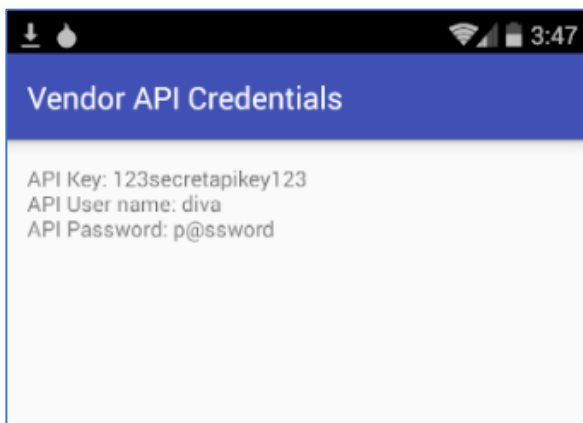 3:47
Vendor API Credentials
API Key: 123secretapikey123
API User name: diva
API Password: p@ssword